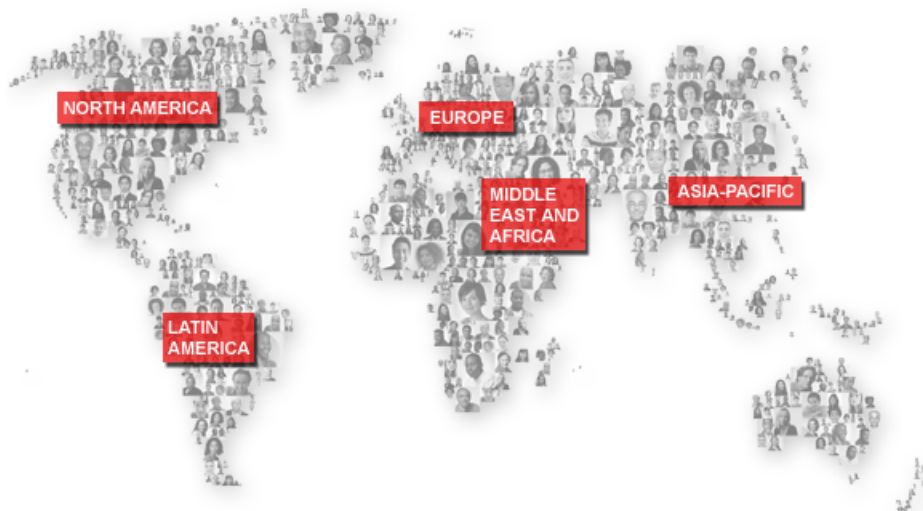 NORTH AMERICA
EUROPE
MIDDLE
EAST AND
AFRICA
ASIA-PACIFIC
LATIN
AMERICA